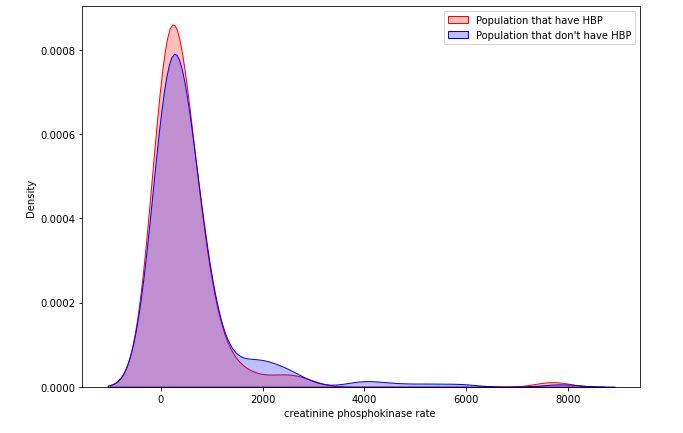 Population that have HBP
Population that don't have HBP
0.0008
0.0006
0.0004
0.0002
0.0000
Density
0 2000 4000 6000 8000
creatinine phosphokinase rate